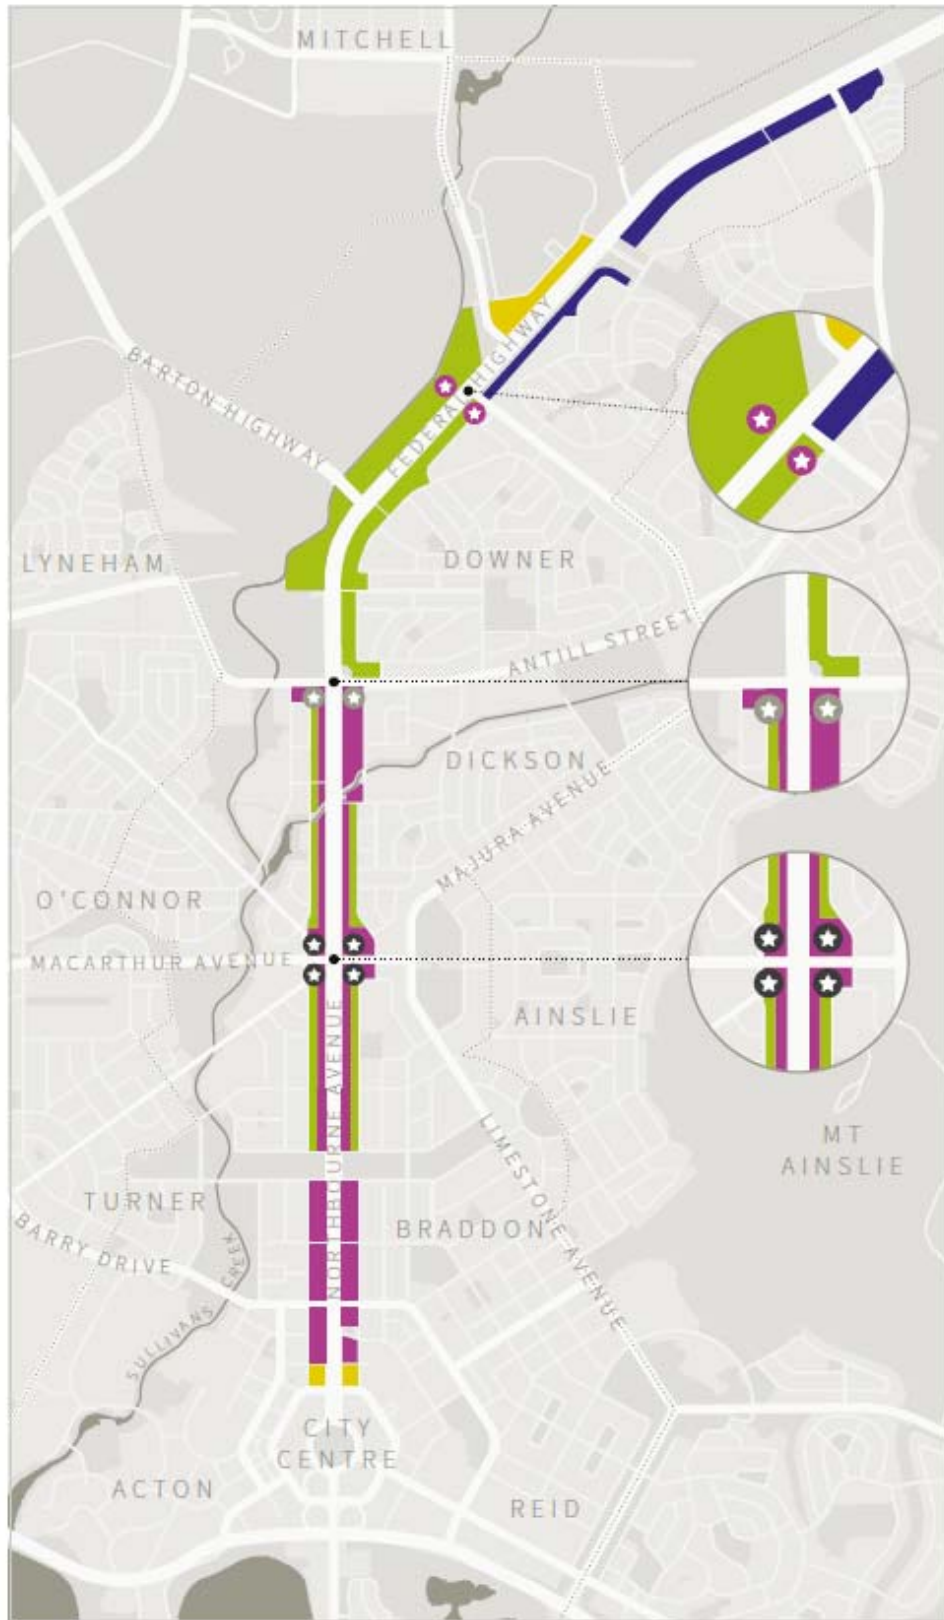 MITCHELL
BARTON HIGHWAY
FEDERAL HIGHWAY
LYNEHAM
DOWNER
ANTILL STREET
DICKSON
MAJURA AVENUE
O'CONNOR
MACARTHUR AVENUE
NORTHBOURNE AVENUE
AINSLIE
LIMESTONE AVENUE
MT
AINSLIE
TURNER
BRADDON
BARRY DRIVE
SULLIVANS CREEK
CITY
CENTRE
ACTON
REID